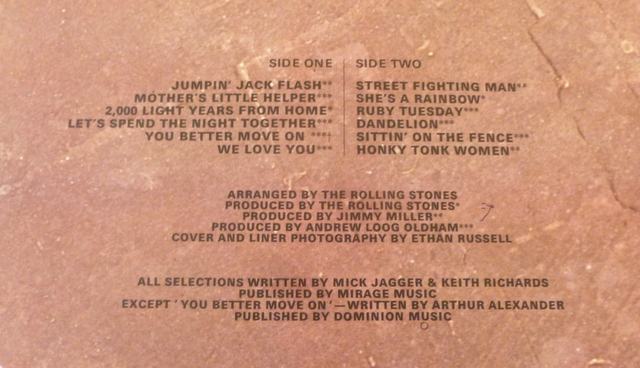 SIDE ONE
JUMPIN' JACK FLASH**
MOTHER'S LITTLE HELPER***
2,000 LIGHT YEARS FROM HOME*
LET'S SPEND THE NIGHT TOGETHER***
YOU BETTER MOVE ON ***†
WE LOVE YOU***
SIDE TWO
STREET FIGHTING MAN**
SHE'S A RAINBOW*
RUBY TUESDAY***
DANDELION***
SITTIN' ON THE FENCE***
HONKY TONK WOMEN**
ARRANGED BY THE ROLLING STONES
PRODUCED BY THE ROLLING STONES*
PRODUCED BY JIMMY MILLER**
PRODUCED BY ANDREW LOOG OLDHAM***
COVER AND LINER PHOTOGRAPHY BY ETHAN RUSSELL
ALL SELECTIONS WRITTEN BY MICK JAGGER & KEITH RICHARDS
PUBLISHED BY MIRAGE MUSIC
EXCEPT 'YOU BETTER MOVE ON'—WRITTEN BY ARTHUR ALEXANDER
PUBLISHED BY DOMINION MUSIC